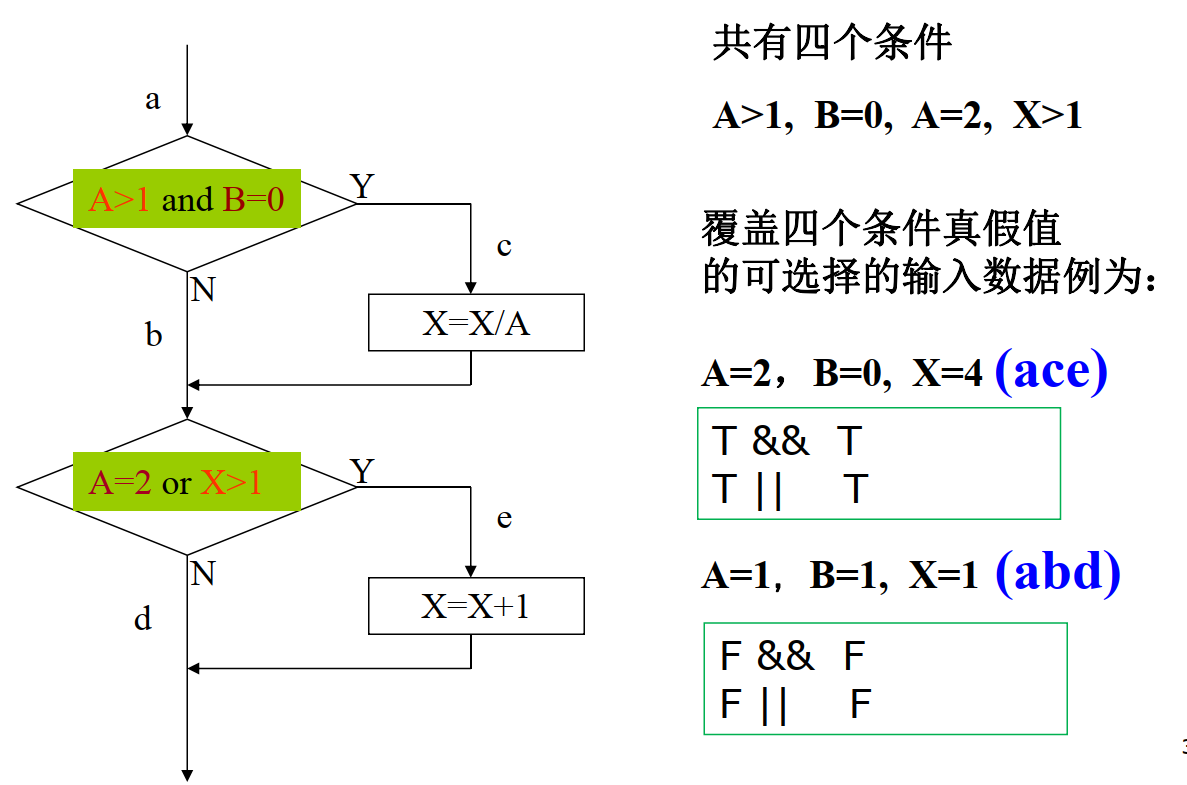 a
A>1 and B=0
Y
c
N
b
X=X/A
A=2 or X>1
Y
e
N
d
X=X+1
共有四个条件
A>1, B=0, A=2, X>1
覆盖四个条件真假值
的可选择的输入数据例为：
A=2，B=0, X=4 (ace)
T && T
T || T
A=1, B=1, X=1 (abd)
F && F
F || F